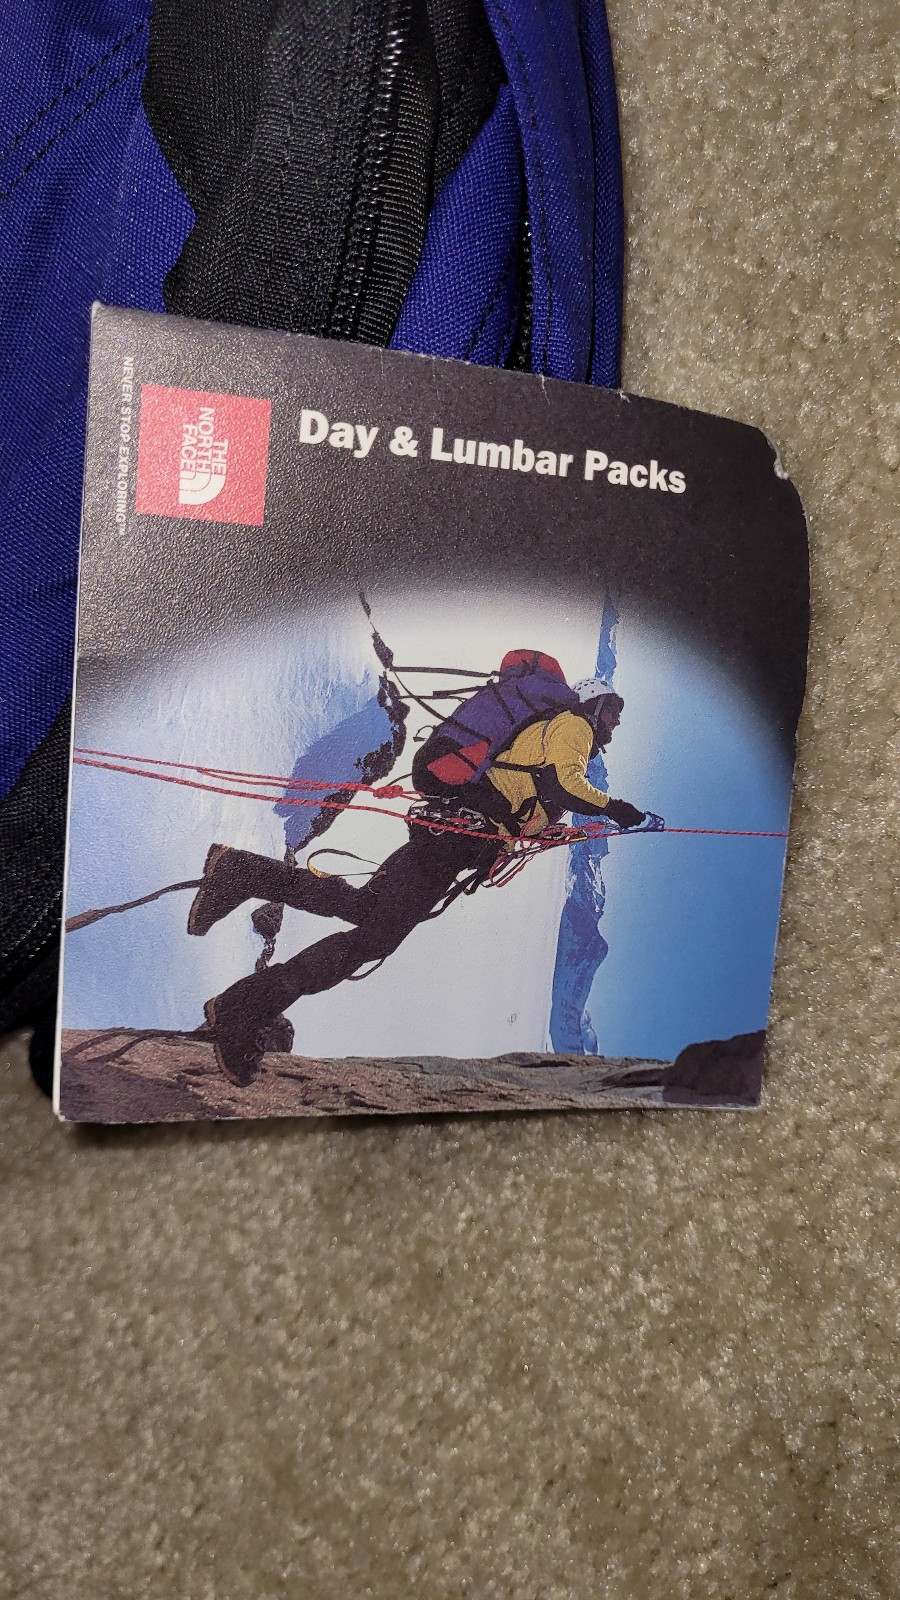 Day & Lumbar Packs
THE
NORTH
FACE
NEVER STOP EXPLORING™